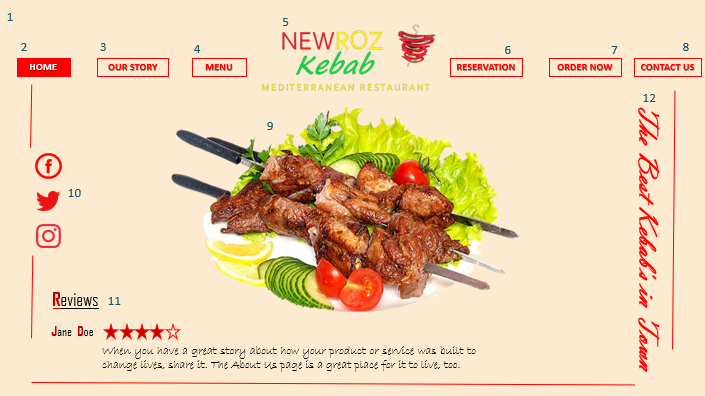 1
5
2
3
4
6
7
8
NEWROZ
Kebab
MEDITERRANEAN RESTAURANT
HOME
OUR STORY
MENU
RESERVATION
ORDER NOW
CONTACT US
12
The Best Kebab's in Town
9
10
Reviews
11
Jane Doe
When you have a great story about how your product or service was built to
change lives, share it. The About Us page is a great place for it to live, too.